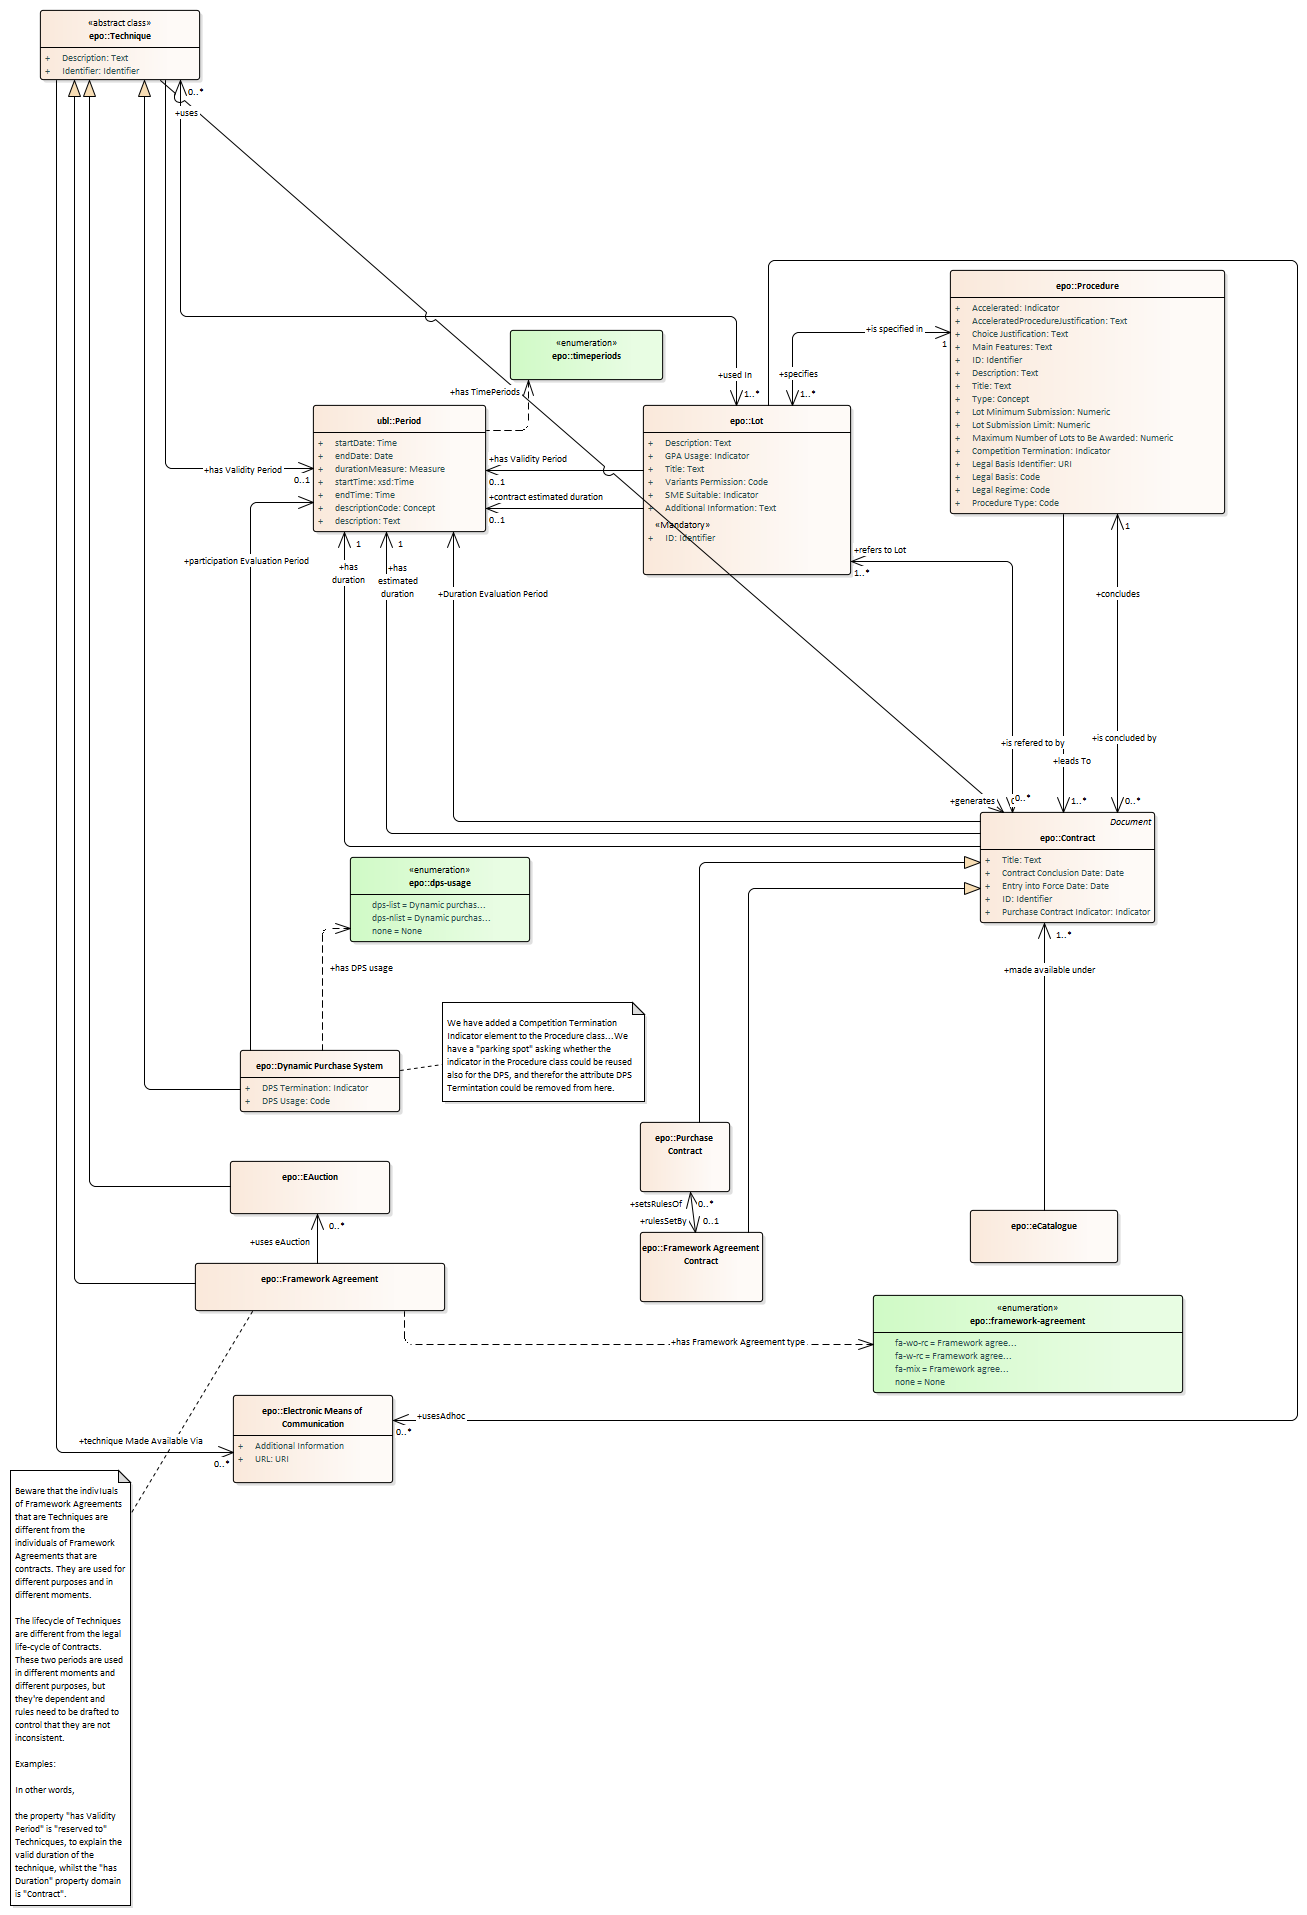 «abstract class»
epo::Technique
+ Description: Text
+ Identifier: Identifier
0..*
+uses
epo::Procedure
+ Accelerated: Indicator
+ AcceleratedProcedureJustification: Text
+ Choice Justification: Text
+ Main Features: Text
+ ID: Identifier
+ Description: Text
+ Title: Text
+ Type: Concept
+ Lot Minimum Submission: Numeric
+ Lot Submission Limit: Numeric
+ Maximum Number of Lots to Be Awarded: Numeric
+ Competition Termination: Indicator
+ Legal Basis Identifier: URI
+ Legal Basis: Code
+ Legal Regime: Code
+ Procedure Type: Code
+is specified in
1
+specifies
1..*
+used In
1..*
«enumeration»
epo::timeperiods
+has TimePeriods
ubl::Period
+ startDate: Time
+ endDate: Date
+ durationMeasure: Measure
+ startTime: xsd:Time
+ endTime: Time
+ descriptionCode: Concept
+ description: Text
epo::Lot
+ Description: Text
+ GPA Usage: Indicator
+ Title: Text
+ Variants Permission: Code
+ SME Suitable: Indicator
+ Additional Information: Text
«Mandatory»
+ ID: Identifier
+has Validity Period
0..1
+has Validity Period
0..1
+contract estimated duration
0..1
+participation Evaluation Period
1
+has
duration
1
+has
estimated
duration
+Duration Evaluation Period
+refers to Lot
1..*
1
+concludes
+is refered to by
0..*
+leads To
1..*
+is concluded by
0..*
+generates
Document
epo::Contract
+ Title: Text
+ Contract Conclusion Date: Date
+ Entry into Force Date: Date
+ ID: Identifier
+ Purchase Contract Indicator: Indicator
«enumeration»
epo::dps-usage
dps-list = Dynamic purchas...
dps-nlist = Dynamic purchas...
none = None
+has DPS usage
1..*
+made available under
We have added a Competition Termination
Indicator element to the Procedure class...We
have a "parking spot" asking whether the
indicator in the Procedure class could be reused
also for the DPS, and therefor the attribute DPS
Termintation could be removed from here.
epo::Dynamic Purchase System
+ DPS Termination: Indicator
+ DPS Usage: Code
epo::Purchase
Contract
+setsRulesOf
0..*
+rulesSetBy
0..1
epo::Framework Agreement
Contract
epo::EAuction
0..*
+uses eAuction
epo::Framework Agreement
epo::eCatalogue
+has Framework Agreement type
«enumeration»
epo::framework-agreement
fa-wo-rc = Framework agree...
fa-w-rc = Framework agree...
fa-mix = Framework agree...
none = None
epo::Electronic Means of
Communication
+ Additional Information
+ URL: URI
+usesAdhoc
0..*
+technique Made Available Via
0..*
Beware that the indivIuals
of Framework Agreements
that are Techniques are
different from the
individuals of Framework
Agreements that are
contracts. They are used for
different purposes and in
different moments.
The lifecycle of Techniques
are different from the legal
life-cycle of Contracts.
These two periods are used
in different moments and
different purposes, but
they're dependent and
rules need to be drafted to
control that they are not
inconsistent.
Examples:
In other words,
the property "has Validity
Period" is "reserved to"
Technicques, to explain the
valid duration of the
technique, whilst the "has
Duration" property domain
is "Contract".